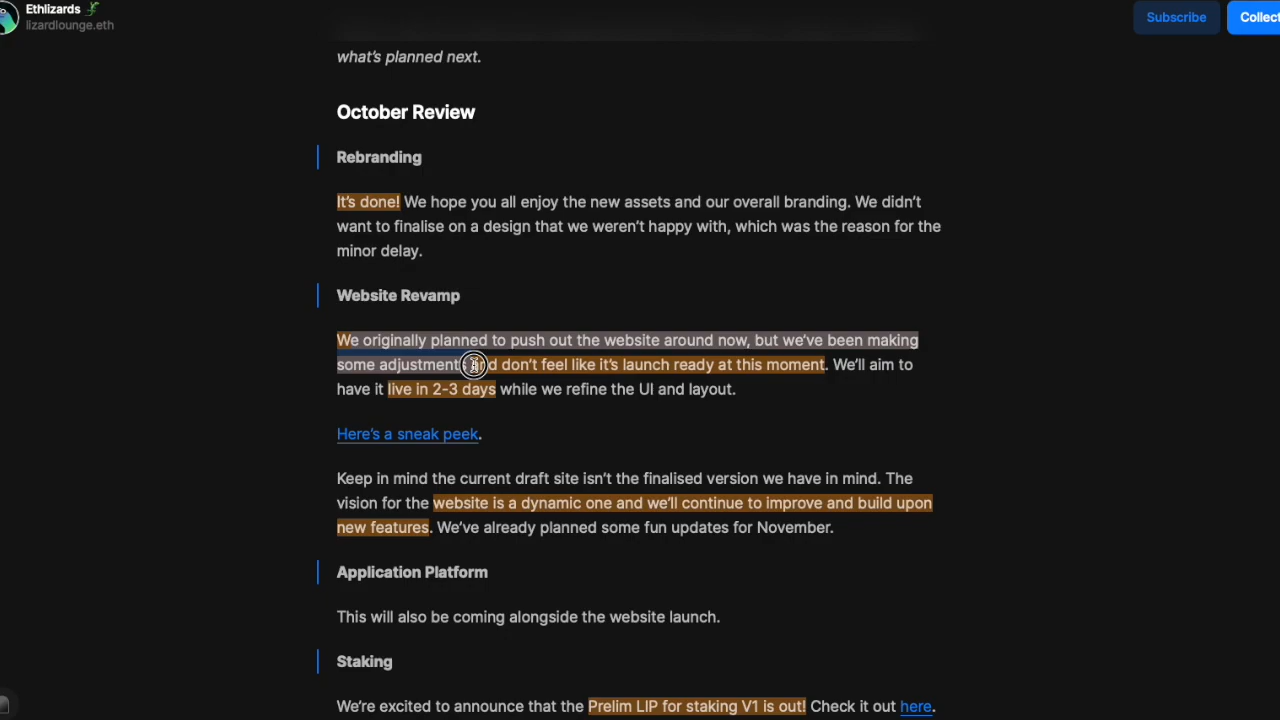 Ethlizards
lizardlounge.eth
Subscribe
Collect
what's planned next.
October Review
Rebranding
It's done! We hope you all enjoy the new assets and our overall branding. We didn't
want to finalise on a design that we weren't happy with, which was the reason for the
minor delay.
Website Revamp
We originally planned to push out the website around now, but we've been making
some adjustments and don't feel like it's launch ready at this moment. We'll aim to
have it live in 2-3 days while we refine the UI and layout.
Here's a sneak peek.
Keep in mind the current draft site isn't the finalised version we have in mind. The
vision for the website is a dynamic one and we'll continue to improve and build upon
new features. We've already planned some fun updates for November.
Application Platform
This will also be coming alongside the website launch.
Staking
We're excited to announce that the Prelim LIP for staking V1 is out! Check it out here.